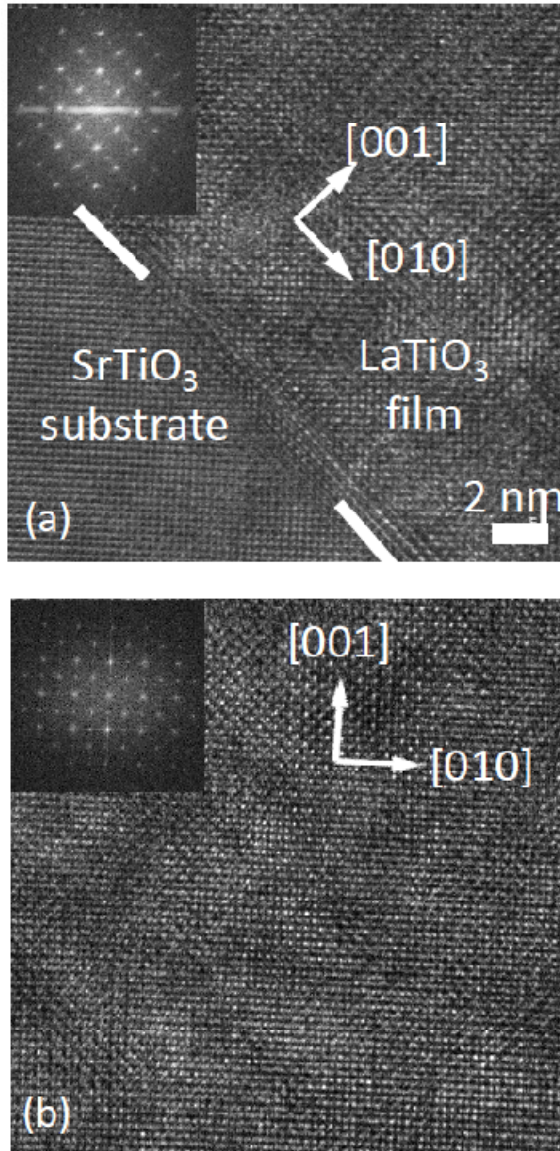 [001]
[010]
SrTiO₃
substrate
LaTiO₃
film
(a)
2 nm
[001]
[010]
(b)